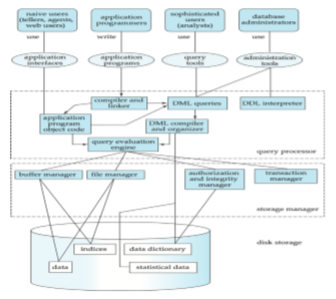 naive users
(tellers, agents,
web users)
application
programmers
sophisticated
users
(analysts)
database
administrators
use
write
use
use
application
interfaces
application
programs
query
tools
administration
tools
compiler and
linker
DML queries
DDL interpreter
application
program
object code
DML compiler
and organizer
query evaluation
engine
query processor
buffer manager
file manager
authorization
and integrity
manager
transaction
manager
storage manager
disk storage
indices
data dictionary
data
statistical data